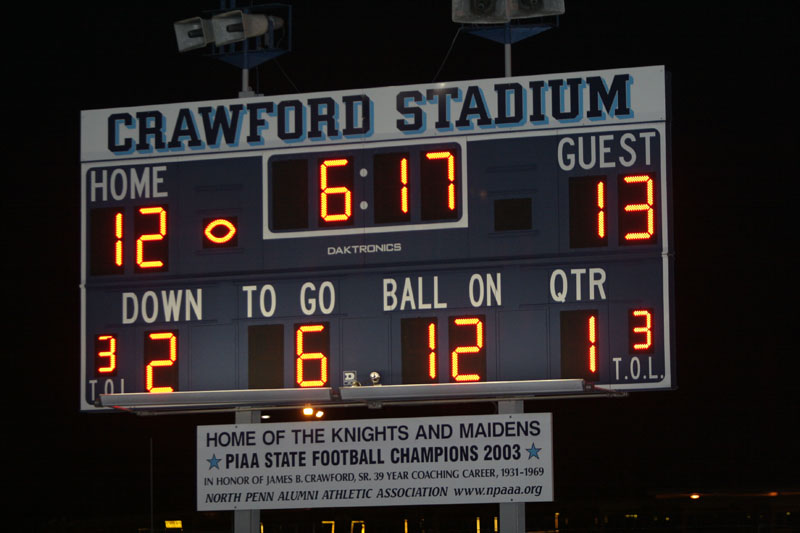 CRAWFORD STADIUM
HOME 6:17 GUEST
12 13
DAKTRONICS
DOWN TO GO BALL ON QTR
3 2 6 12 1 3
T.O.L. T.O.L.
HOME OF THE KNIGHTS AND MAIDENS
PIAA STATE FOOTBALL CHAMPIONS 2003
IN HONOR OF JAMES B. CRAWFORD, SR. 39 YEAR COACHING CAREER, 1931-1969
NORTH PENN ALUMNI ATHLETIC ASSOCIATION www.npaaa.org